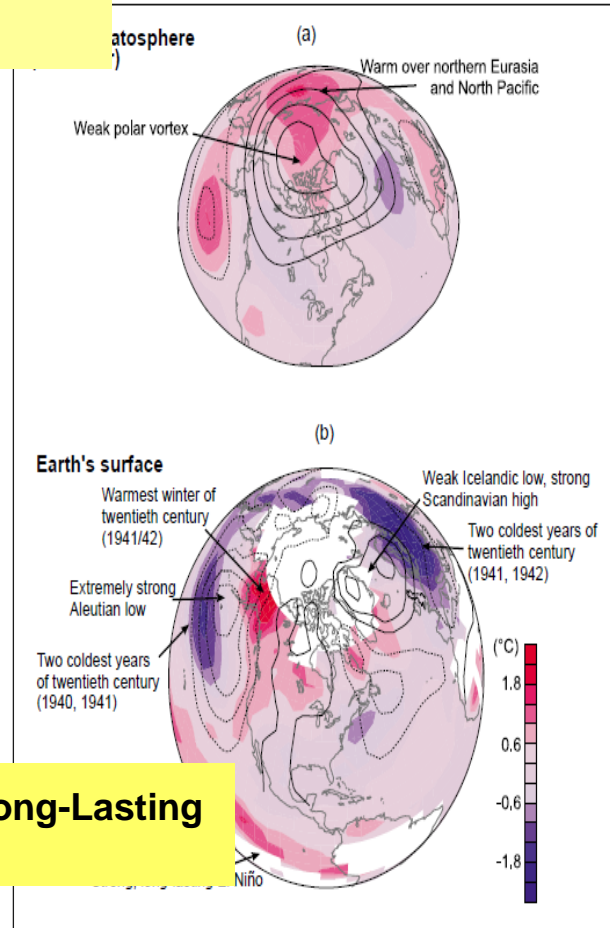 atosphere
(a)
Warm over northern Eurasia
and North Pacific
Weak polar vortex
(b)
Earth's surface
Warmest winter of
twentieth century
(1941/42)
Weak Icelandic low, strong
Scandinavian high
Two coldest years of
twentieth century
(1941, 1942)
Extremely strong
Aleutian low
Two coldest years
of twentieth century
(1940, 1941)
(°C)
1.8
0.6
-0.6
-1,8
ong-Lasting
Niño